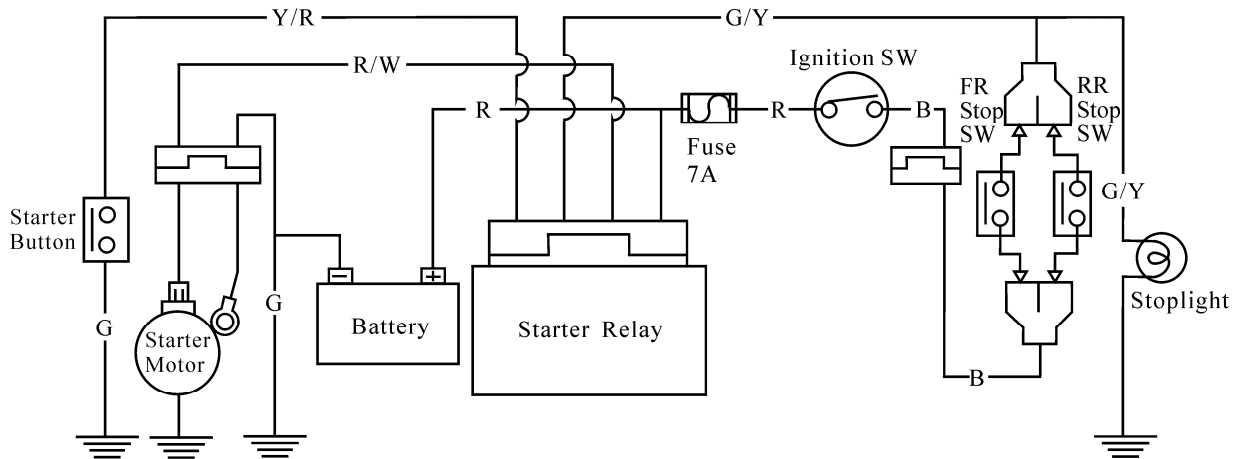 Y/R
G/Y
R/W
Ignition SW
FR
Stop
SW
RR
Stop
SW
R
R
B
Fuse
7A
G/Y
Starter
Button
G
G
Starter
Motor
−
+
Battery
Starter Relay
Stoplight
B